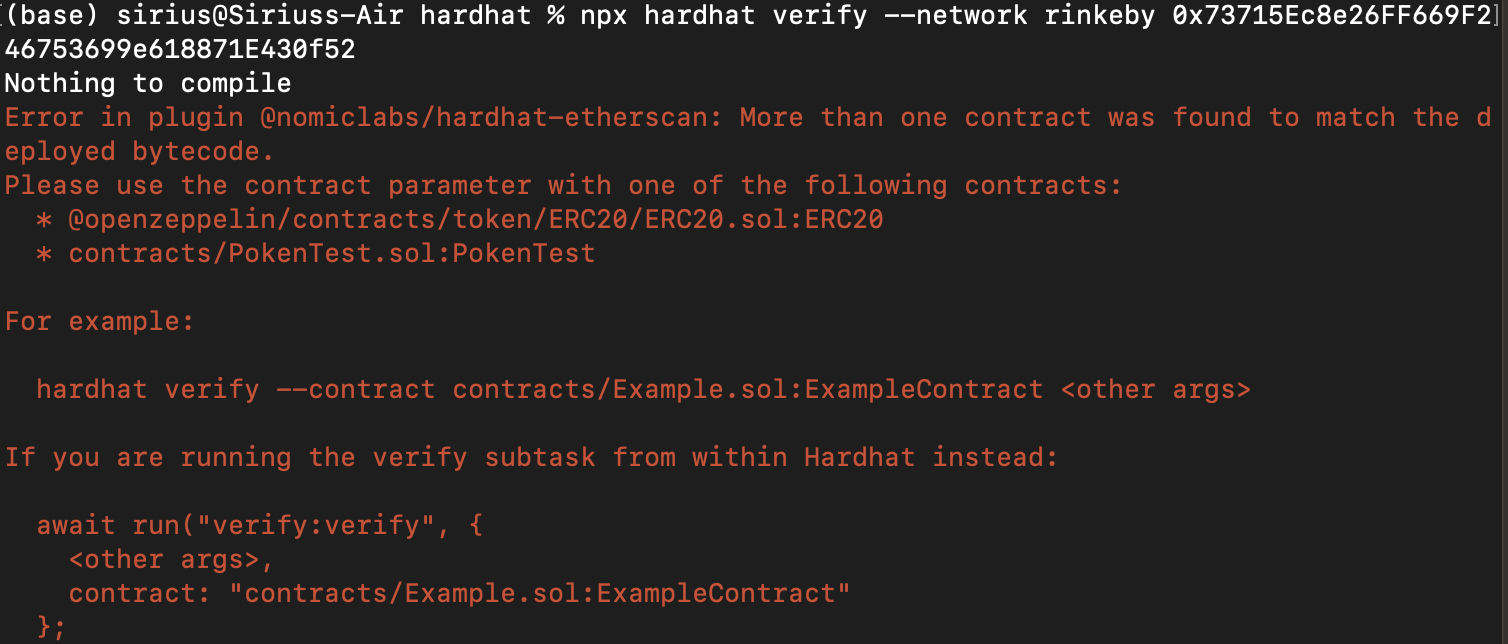 (base) sirius@Siriuss-Air hardhat % npx hardhat verify --network rinkeby 0x73715Ec8e26FF669F2
46753699e618871E430f52
Nothing to compile
Error in plugin @nomiclabs/hardhat-etherscan: More than one contract was found to match the d
eployed bytecode.
Please use the contract parameter with one of the following contracts:
  * @openzeppelin/contracts/token/ERC20/ERC20.sol:ERC20
  * contracts/PokenTest.sol:PokenTest

For example:

  hardhat verify --contract contracts/Example.sol:ExampleContract <other args>

If you are running the verify subtask from within Hardhat instead:

  await run("verify:verify", {
    <other args>,
    contract: "contracts/Example.sol:ExampleContract"
  };